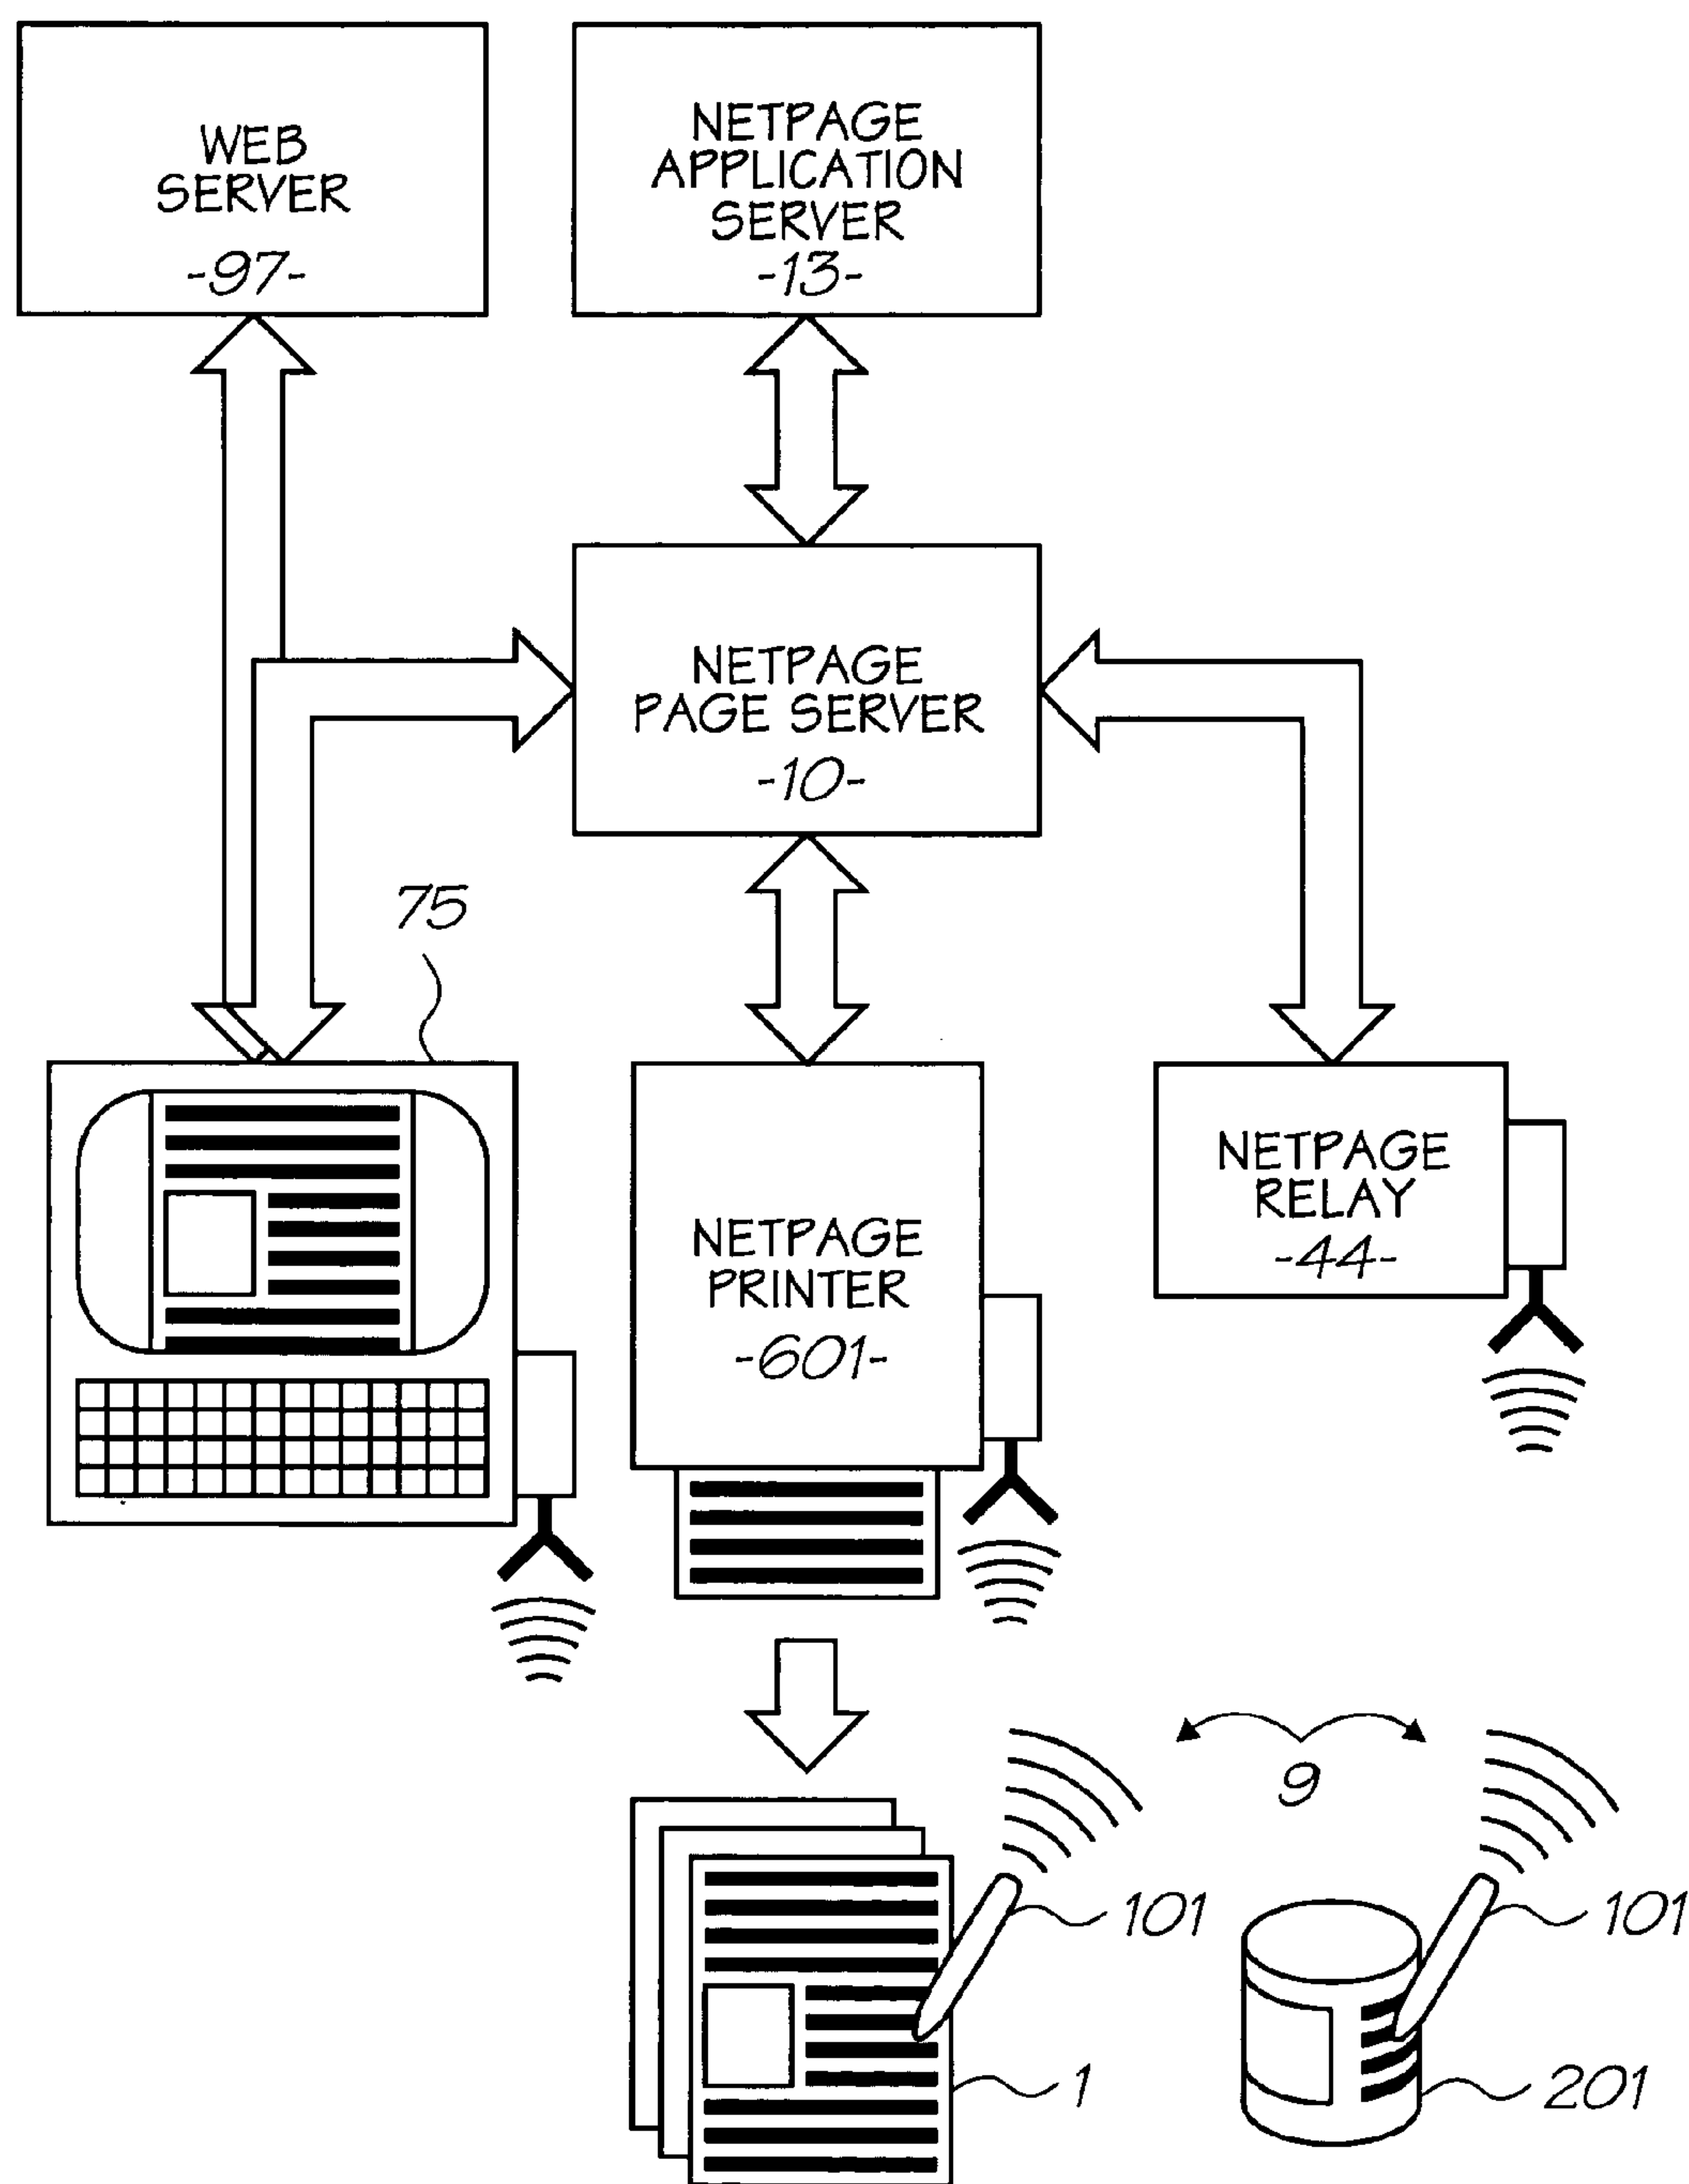 WEB
SERVER
-97-
NETPAGE
APPLICATION
SERVER
-13-
NETPAGE
PAGE SERVER
-10-
75
NETPAGE
PRINTER
-601-
NETPAGE
RELAY
-44-
9
101
101
1
201